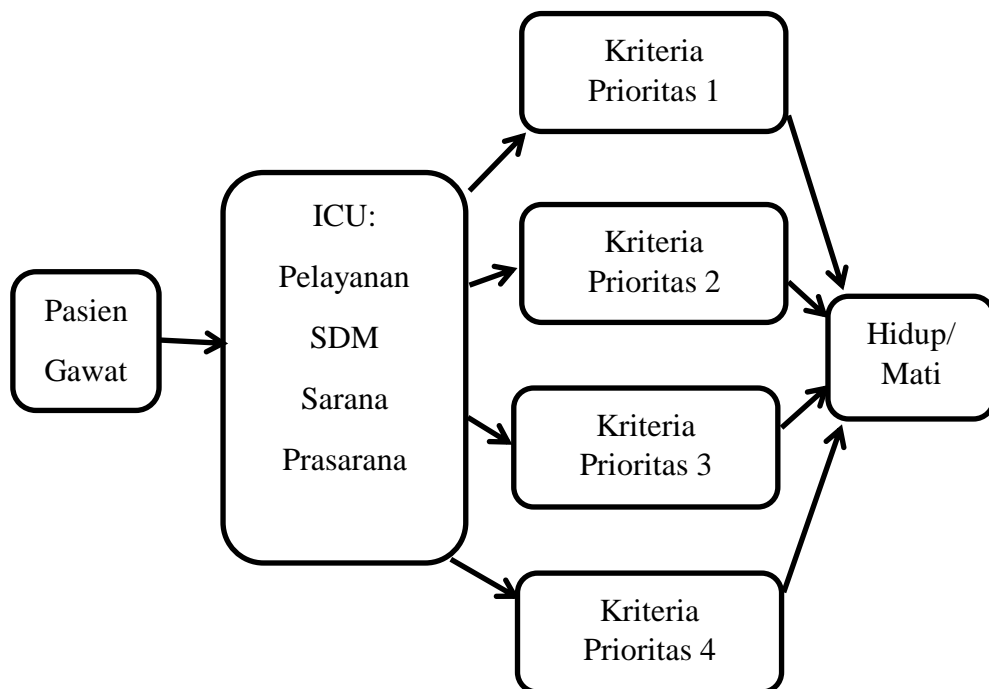 Pasien
Gawat
ICU:
Pelayanan
SDM
Sarana
Prasarana
Kriteria
Prioritas 1
Kriteria
Prioritas 2
Kriteria
Prioritas 3
Kriteria
Prioritas 4
Hidup/
Mati